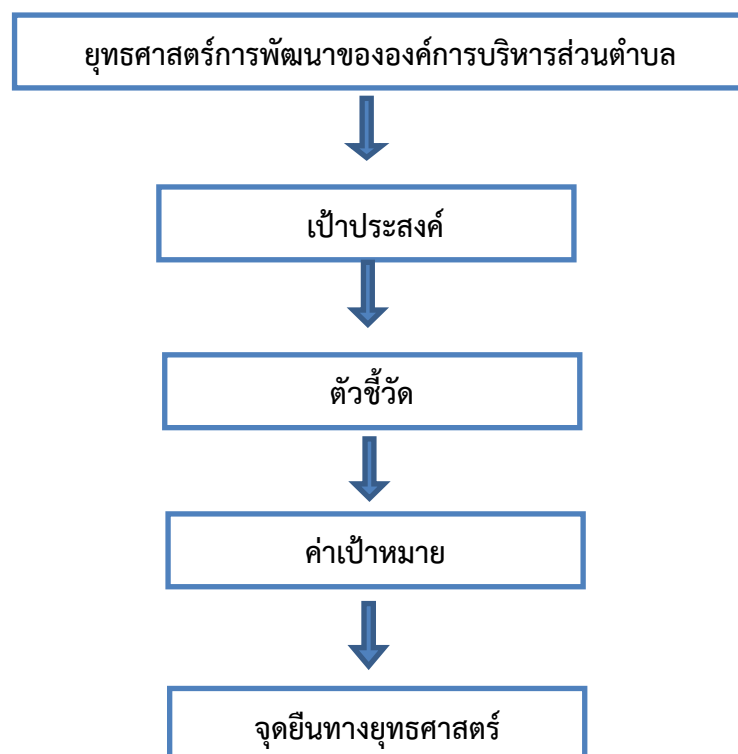 ยุทธศาสตร์การพัฒนาขององค์การบริหารส่วนตำบล
เป้าประสงค์
ตัวชี้วัด
ค่าเป้าหมาย
จุดยืนทางยุทธศาสตร์